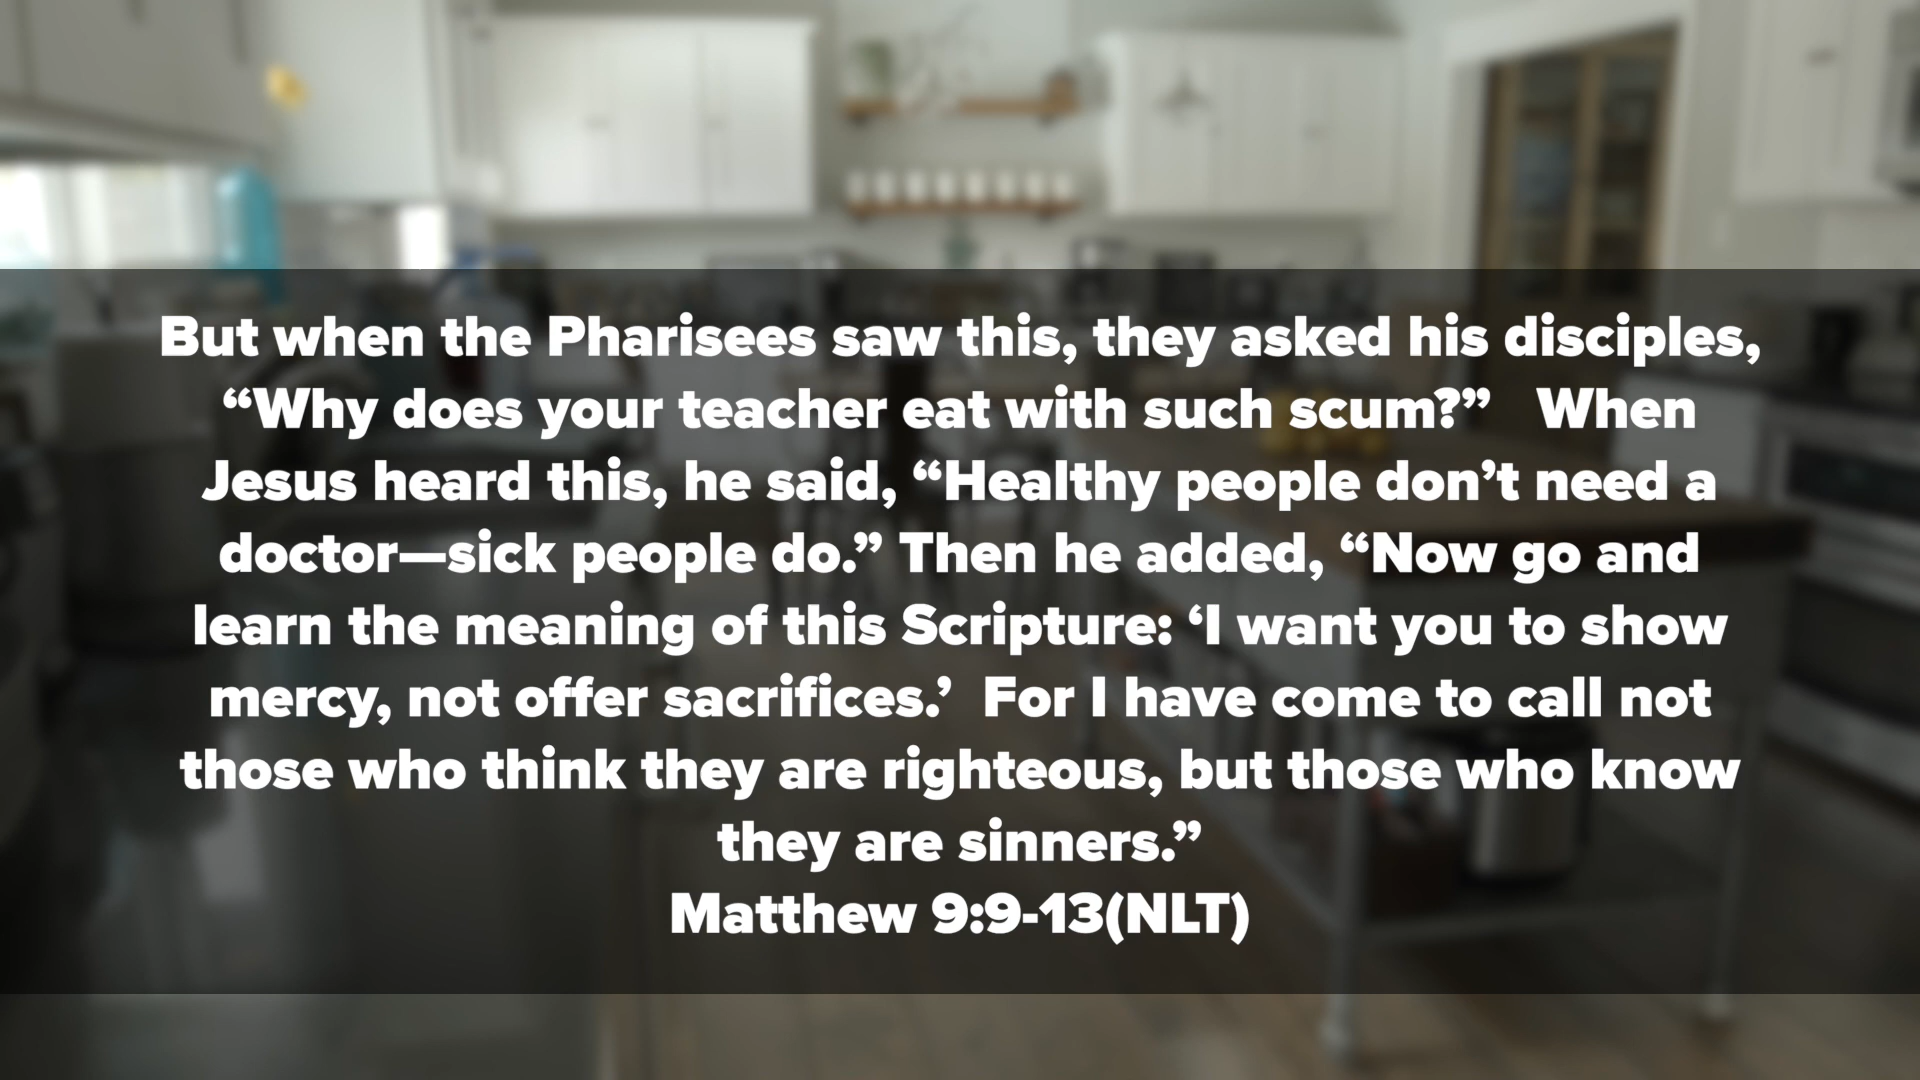 But when the Pharisees saw this, they asked his disciples,
“Why does your teacher eat with such scum?”   When
Jesus heard this, he said, “Healthy people don’t need a
doctor—sick people do.” Then he added, “Now go and
learn the meaning of this Scripture: ‘I want you to show
mercy, not offer sacrifices.’  For I have come to call not
those who think they are righteous, but those who know
they are sinners.”
Matthew 9:9-13(NLT)